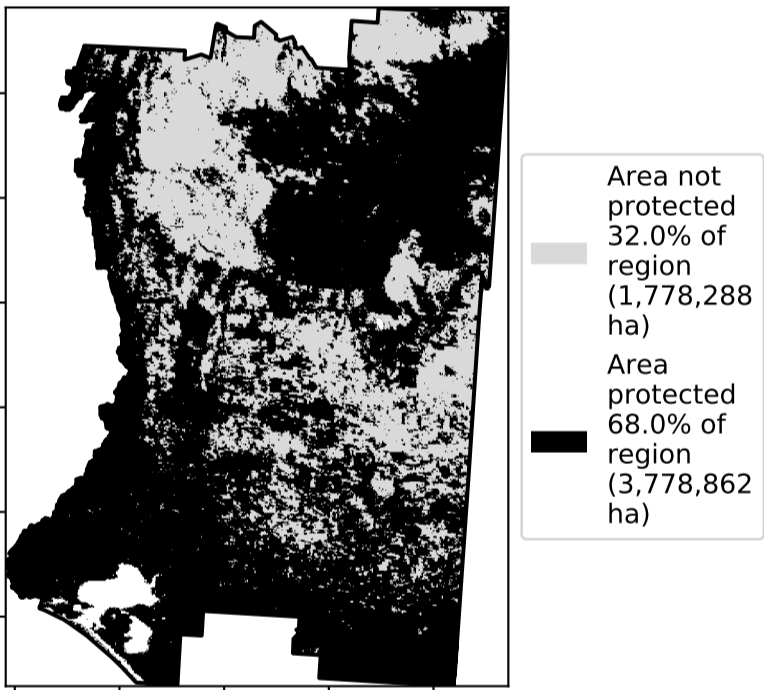 Area not
protected
32.0% of
region
(1,778,288
ha)
Area
protected
68.0% of
region
(3,778,862
ha)